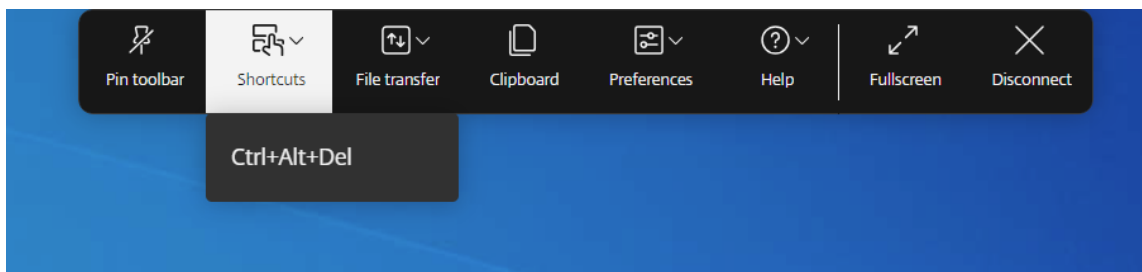 Pin toolbar
Shortcuts
File transfer
Clipboard
Preferences
Help
Fullscreen
Disconnect
Ctrl+Alt+Del